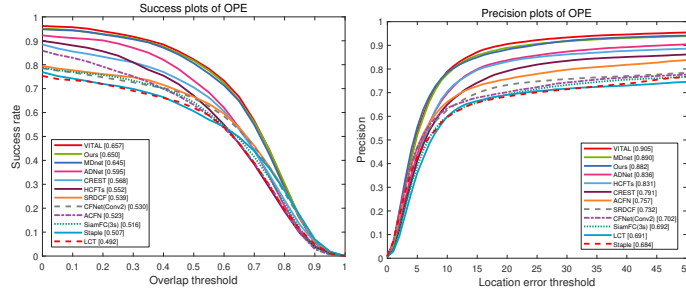 Success plots of OPE
1
0.9
0.8
0.7
0.6
0.5
0.4
0.3
0.2
0.1
0
Success rate
VITAL [0.657]
Ours [0.650]
MDnet [0.645]
ADNet [0.595]
CREST [0.568]
HCFTs [0.552]
SRDCF [0.539]
CFNet(Conv2) [0.530]
ACFN [0.523]
SiamFC(3s) [0.516]
Staple [0.507]
LCT [0.492]
0 0.1 0.2 0.3 0.4 0.5 0.6 0.7 0.8 0.9 1
Overlap threshold
Precision plots of OPE
1
0.9
0.8
0.7
0.6
0.5
0.4
0.3
0.2
0.1
0
Precision
VITAL [0.905]
MDnet [0.890]
Ours [0.882]
ADNet [0.836]
HCFTs [0.831]
CREST [0.791]
ACFN [0.739]
SRDCF [0.732]
CFNet(Conv2) [0.702]
SiamFC(3s) [0.692]
LCT [0.691]
Staple [0.684]
0 5 10 15 20 25 30 35 40 45 50
Location error threshold